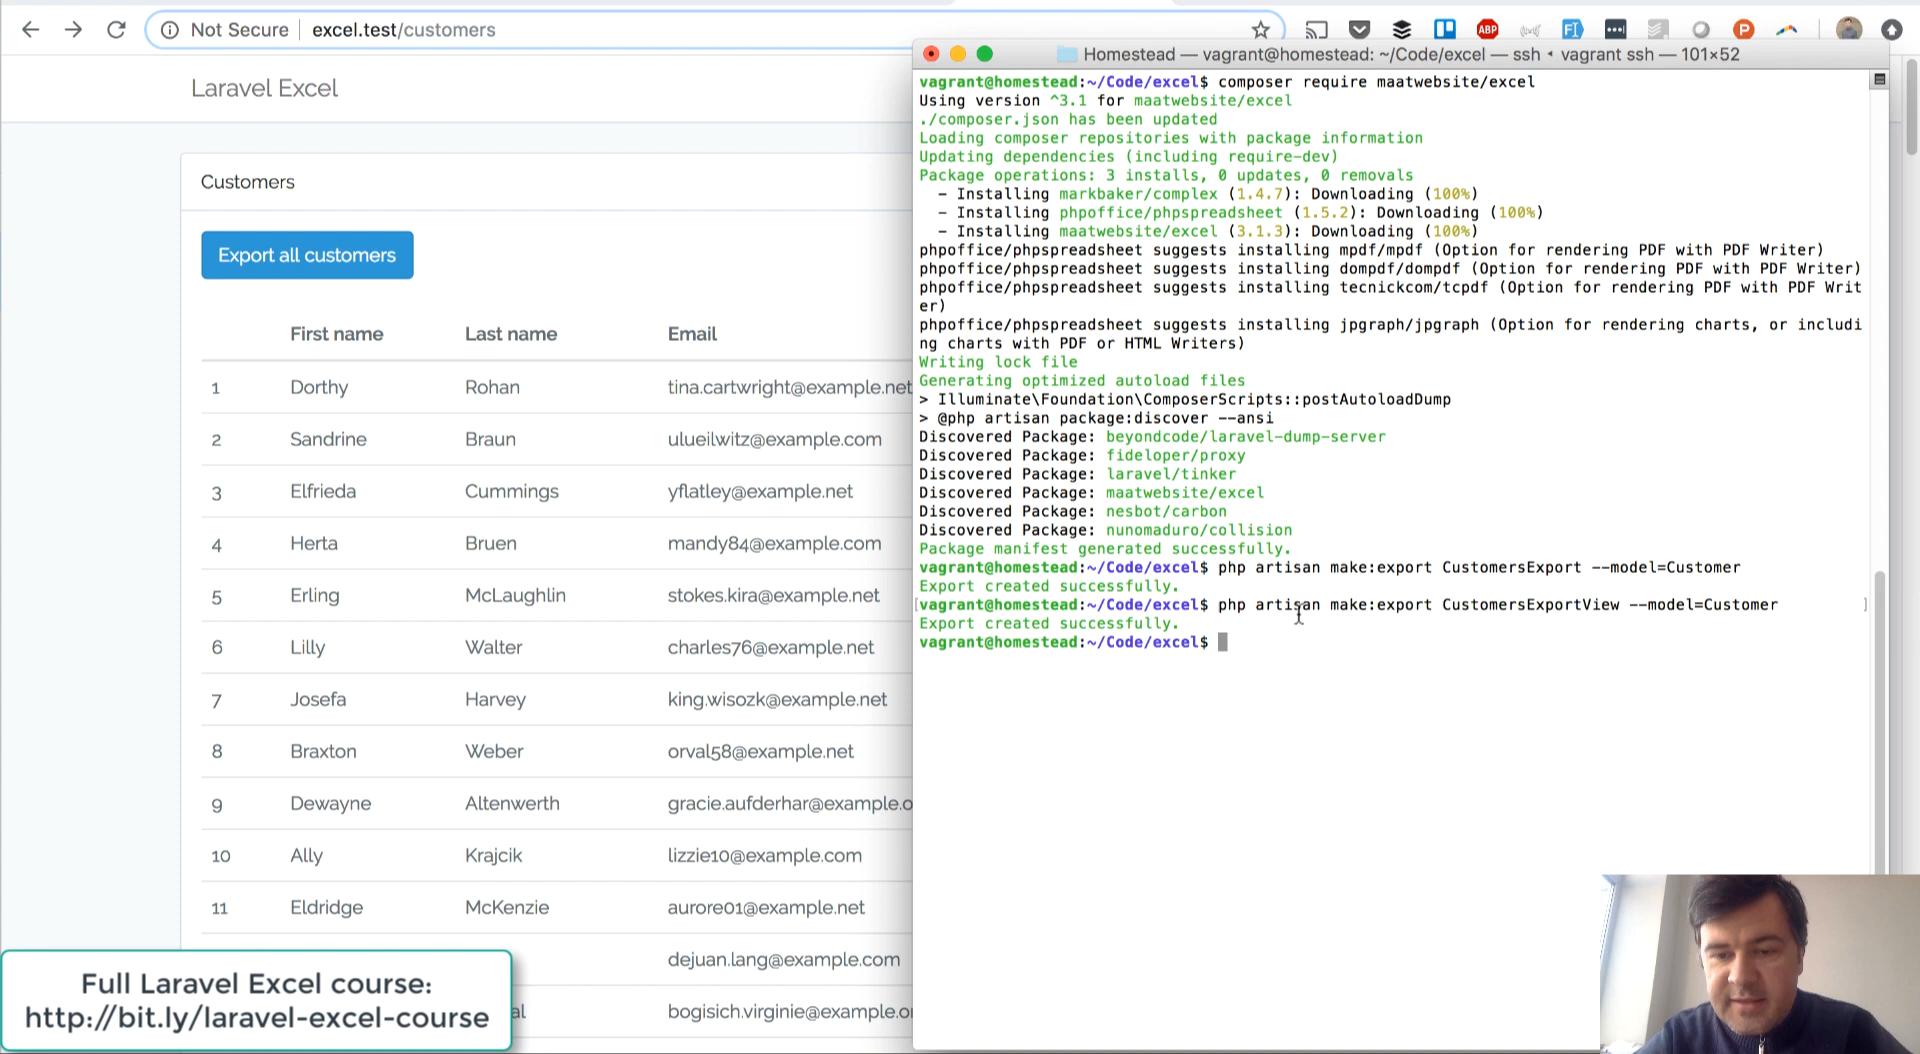 Not Secure excel.test/customers
ABP
FI
P
Laravel Excel
Customers
Export all customers
First name Last name Email
1 Dorthy Rohan tina.cartwright@example.net
2 Sandrine Braun ulueilwitz@example.com
3 Elfrieda Cummings yflatley@example.net
4 Herta Bruen mandy84@example.com
5 Erling McLaughlin stokes.kira@example.net
6 Lilly Walter charles76@example.net
7 Josefa Harvey king.wisozk@example.net
8 Braxton Weber orval58@example.net
9 Dewayne Altenwerth gracie.aufderhar@example.o
10 Ally Krajcik lizzie10@example.com
11 Eldridge McKenzie aurore01@example.net
dejuan.lang@example.com
al bogisich.virginie@example.o
Full Laravel Excel course:
http://bit.ly/laravel-excel-course
Homestead — vagrant@homestead: ~/Code/excel — ssh ◂ vagrant ssh — 101×52
vagrant@homestead:~/Code/excel$ composer require maatwebsite/excel
Using version ^3.1 for maatwebsite/excel
./composer.json has been updated
Loading composer repositories with package information
Updating dependencies (including require-dev)
Package operations: 3 installs, 0 updates, 0 removals
- Installing markbaker/complex (1.4.7): Downloading (100%)
- Installing phpoffice/phpspreadsheet (1.5.2): Downloading (100%)
- Installing maatwebsite/excel (3.1.3): Downloading (100%)
phpoffice/phpspreadsheet suggests installing mpdf/mpdf (Option for rendering PDF with PDF Writer)
phpoffice/phpspreadsheet suggests installing dompdf/dompdf (Option for rendering PDF with PDF Writer)
phpoffice/phpspreadsheet suggests installing tecnickcom/tcpdf (Option for rendering PDF with PDF Writ
er)
phpoffice/phpspreadsheet suggests installing jpgraph/jpgraph (Option for rendering charts, or includi
ng charts with PDF or HTML Writers)
Writing lock file
Generating optimized autoload files
> Illuminate\Foundation\ComposerScripts::postAutoloadDump
> @php artisan package:discover --ansi
Discovered Package: beyondcode/laravel-dump-server
Discovered Package: fideloper/proxy
Discovered Package: laravel/tinker
Discovered Package: maatwebsite/excel
Discovered Package: nesbot/carbon
Discovered Package: nunomaduro/collision
Package manifest generated successfully.
vagrant@homestead:~/Code/excel$ php artisan make:export CustomersExport --model=Customer
Export created successfully.
vagrant@homestead:~/Code/excel$ php artisan make:export CustomersExportView --model=Customer
Export created successfully.
vagrant@homestead:~/Code/excel$